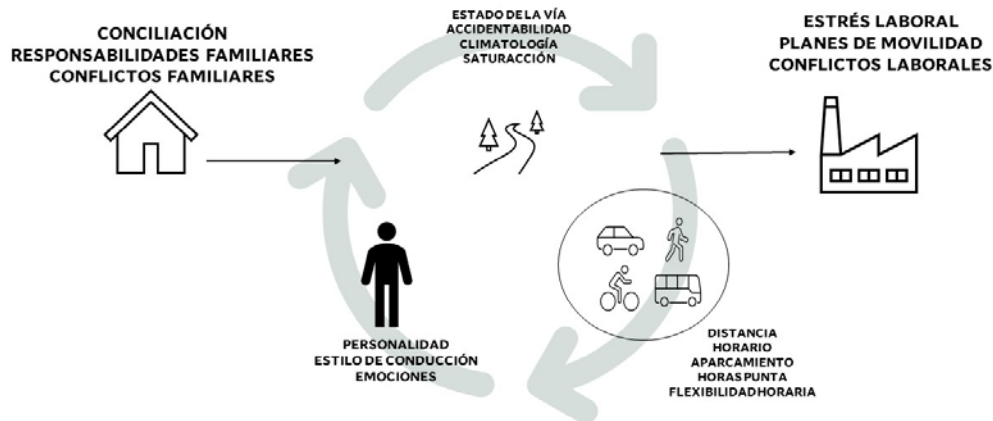 CONCILIACIÓN
RESPONSABILIDADES FAMILIARES
CONFLICTOS FAMILIARES
ESTADO DE LA VÍA
ACCIDENTABILIDAD
CLIMATOLOGÍA
SATURACCIÓN
ESTRÉS LABORAL
PLANES DE MOVILIDAD
CONFLICTOS LABORALES
PERSONALIDAD
ESTILO DE CONDUCCIÓN
EMOCIONES
DISTANCIA
HORARIO
APARCAMIENTO
HORAS PUNTA
FLEXIBILIDAD HORARIA